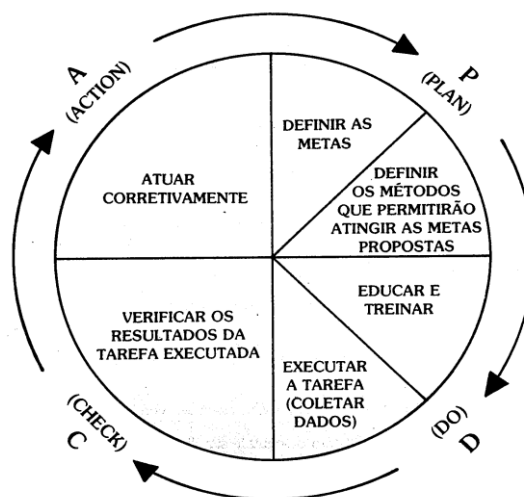 A
(ACTION)
P
(PLAN)
DEFINIR AS
METAS
DEFINIR
OS MÉTODOS
QUE PERMITIRÃO
ATINGIR AS METAS
PROPOSTAS
ATUAR
CORRETIVAMENTE
EDUCAR E
TREINAR
VERIFICAR OS
RESULTADOS DA
TAREFA EXECUTADA
EXECUTAR
A TAREFA
(COLETAR
DADOS)
(CHECK)
C
(DO)
D